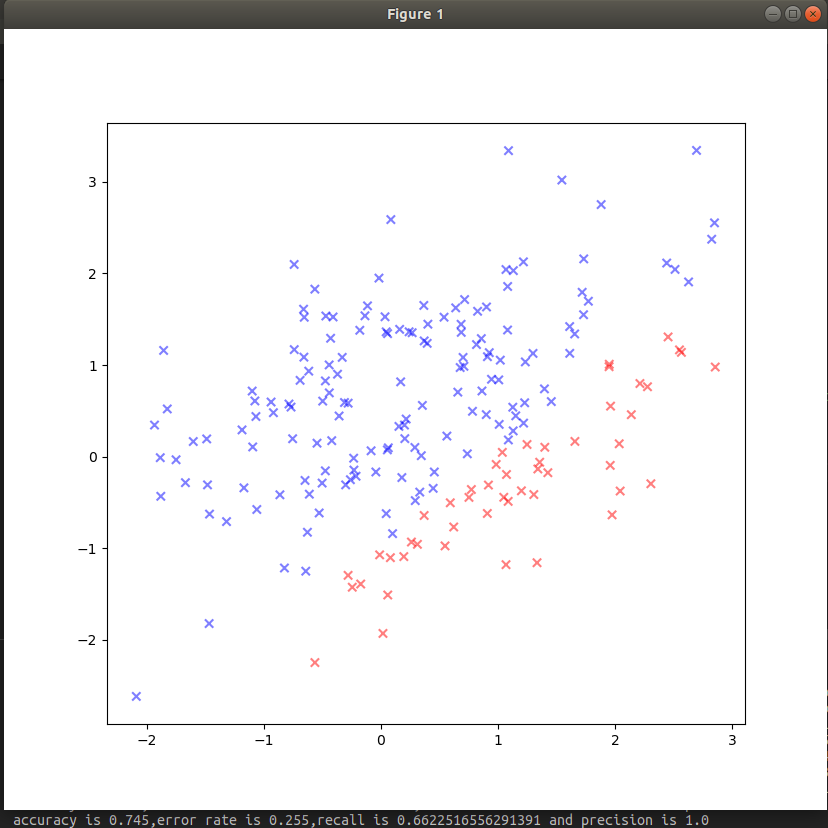 Figure 1
3
2
1
0
−1
−2
−2 −1 0 1 2 3
accuracy is 0.745,error rate is 0.255,recall is 0.6622516556291391 and precision is 1.0